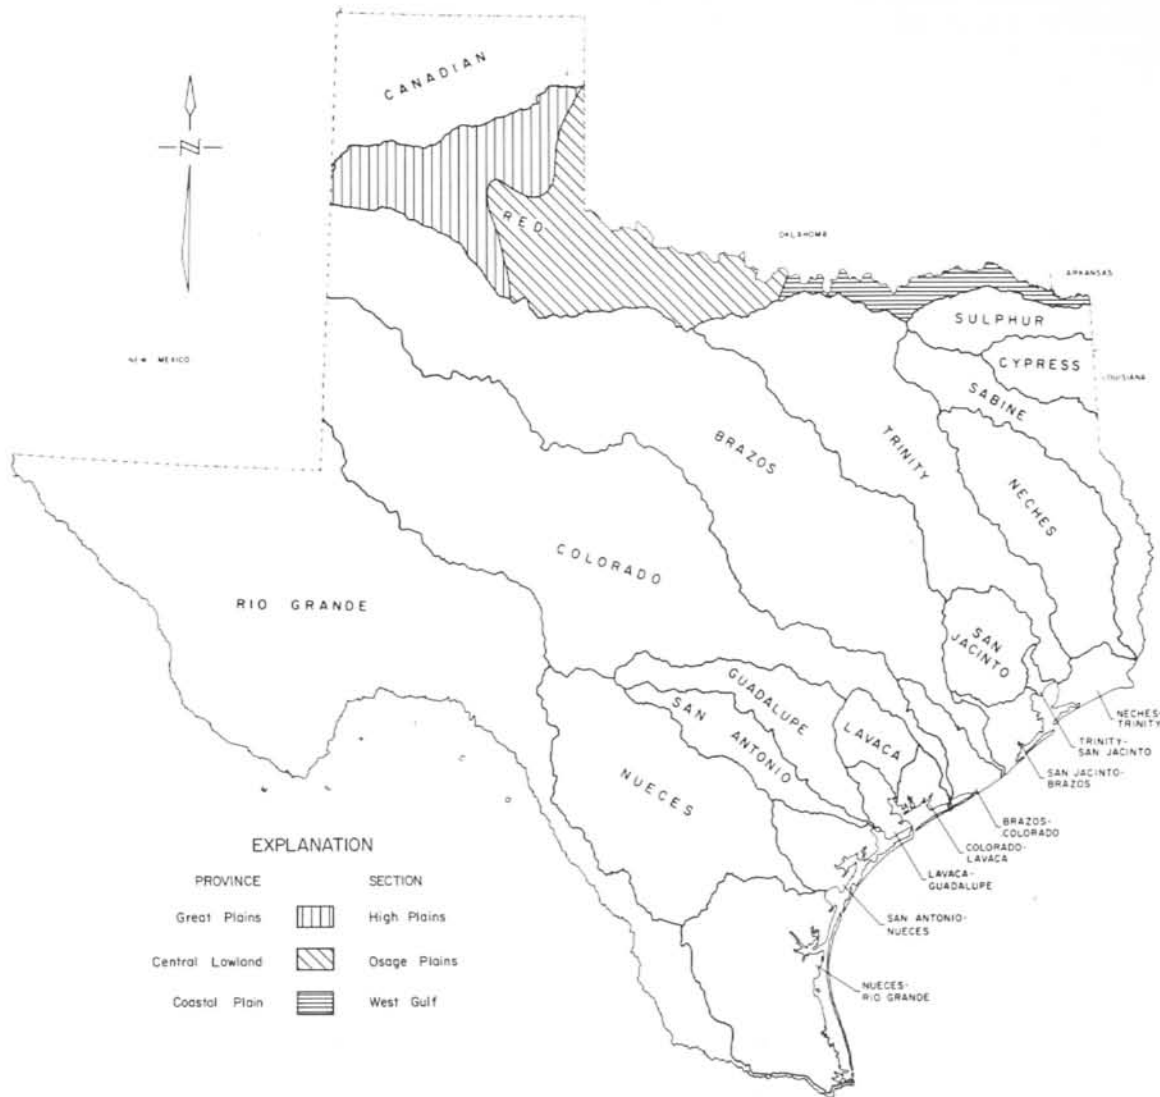 CANADIAN
N
RED
OKLAHOMA
ARKANSAS
SULPHUR
NEW MEXICO
CYPRESS
LOUISIANA
SABINE
BRAZOS
TRINITY
NECHES
COLORADO
RIO GRANDE
SAN
JACINTO
GUADALUPE
SAN
ANTONIO
LAVACA
NUECES
NECHES-
TRINITY
TRINITY-
SAN JACINTO
SAN JACINTO-
BRAZOS
BRAZOS-
COLORADO
COLORADO-
LAVACA
LAVACA-
GUADALUPE
SAN ANTONIO-
NUECES
NUECES-
RIO GRANDE
EXPLANATION
PROVINCE SECTION
Great Plains High Plains
Central Lowland Osage Plains
Coastal Plain West Gulf